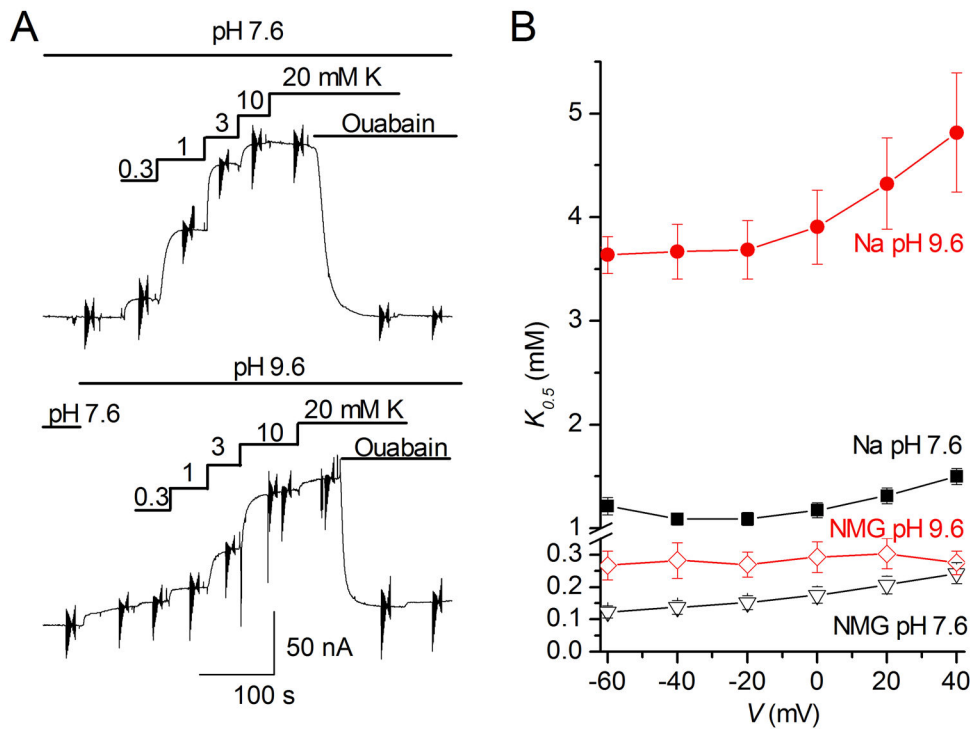 A
pH 7.6
20 mM K
10
3
1
0.3
Ouabain
pH 9.6
pH 7.6
20 mM K
10
3
1
0.3
Ouabain
50 nA
100 s
B
K0.5 (mM)
5
4
3
2
1
0.3
0.2
0.1
0.0
Na pH 9.6
Na pH 7.6
NMG pH 9.6
NMG pH 7.6
-60 -40 -20 0 20 40
V (mV)